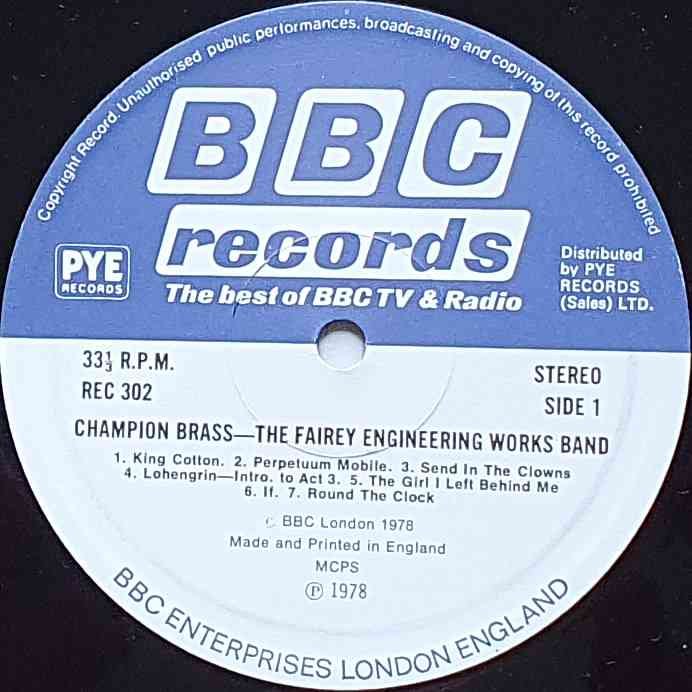 Copyright Record. Unauthorised public performances, broadcasting and copying of this record prohibited
BBC
records
The best of BBC TV & Radio
PYE
RECORDS
Distributed
by PYE
RECORDS
(Sales) LTD.
33⅓ R.P.M.
REC 302
STEREO
SIDE 1
CHAMPION BRASS—THE FAIREY ENGINEERING WORKS BAND
1. King Cotton. 2. Perpetuum Mobile. 3. Send In The Clowns
4. Lohengrin—Intro. to Act 3. 5. The Girl I Left Behind Me
6. If. 7. Round The Clock
© BBC London 1978
Made and Printed in England
MCPS
℗ 1978
BBC ENTERPRISES LONDON ENGLAND